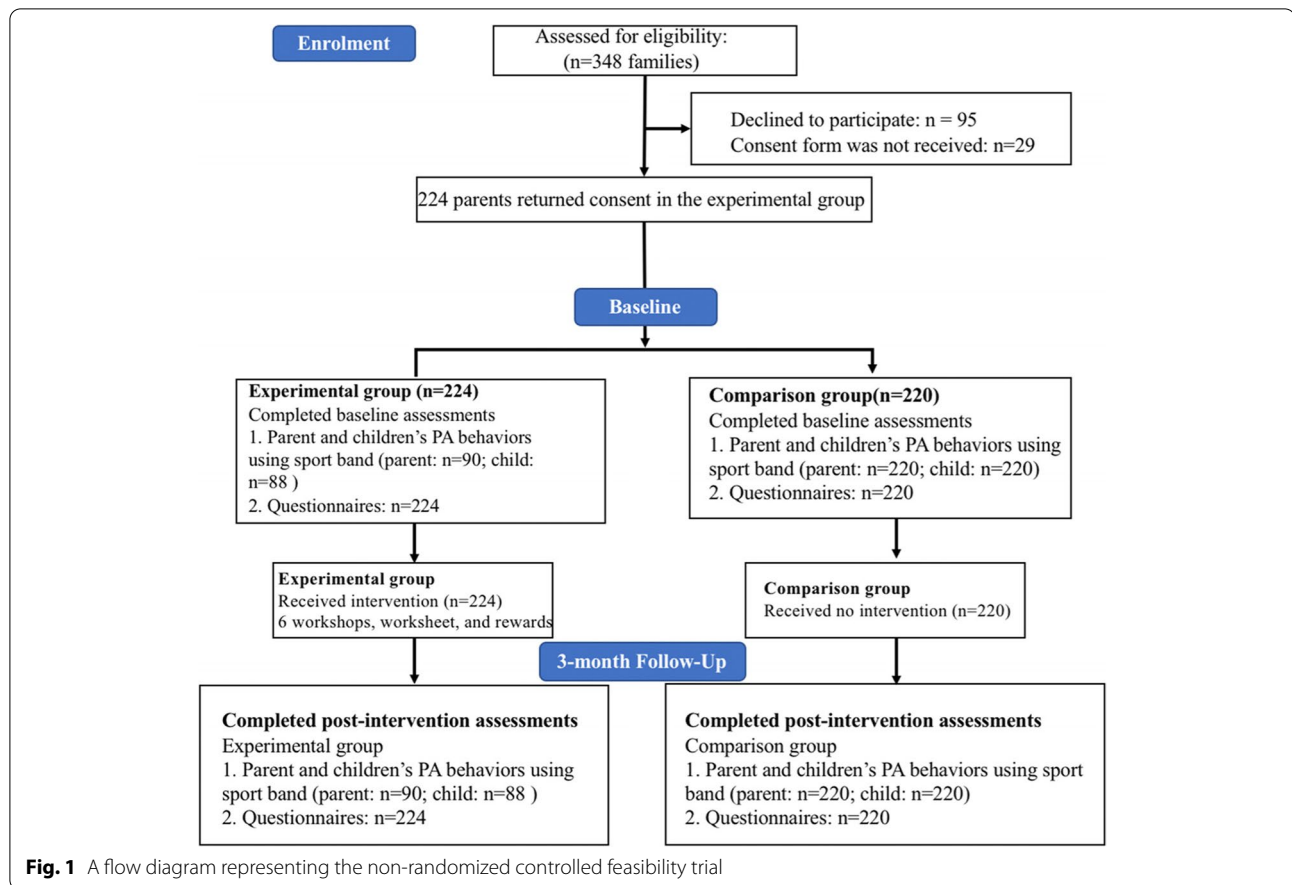 Enrolment
Assessed for eligibility:
(n=348 families)
Declined to participate: n = 95
Consent form was not received: n=29
224 parents returned consent in the experimental group
Baseline
Experimental group (n=224)
Completed baseline assessments
1. Parent and children's PA behaviors
using sport band (parent: n=90; child:
n=88 )
2. Questionnaires: n=224
Comparison group(n=220)
Completed baseline assessments
1. Parent and children's PA behaviors using
sport band (parent: n=220; child: n=220)
2. Questionnaires: n=220
Experimental group
Received intervention (n=224)
6 workshops, worksheet, and rewards
Comparison group
Received no intervention (n=220)
3-month Follow-Up
Completed post-intervention assessments
Experimental group
1. Parent and children's PA behaviors using
sport band (parent: n=90; child: n=88 )
2. Questionnaires: n=224
Completed post-intervention assessments
Comparison group
1. Parent and children's PA behaviors using sport
band (parent: n=220; child: n=220)
2. Questionnaires: n=220
Fig. 1 A flow diagram representing the non-randomized controlled feasibility trial